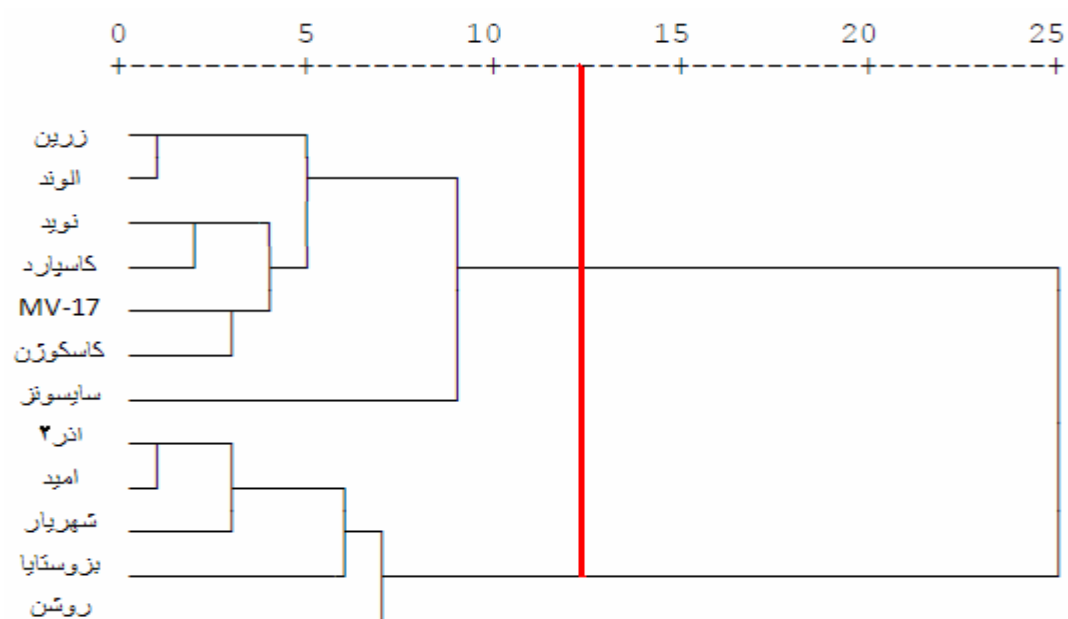 0 5 10 15 20 25
زرین
الوند
نوید
کاسپارد
MV-17
کاسکوژن
سایسونز
اذر۲
امید
شهریار
بزوستایا
روشن